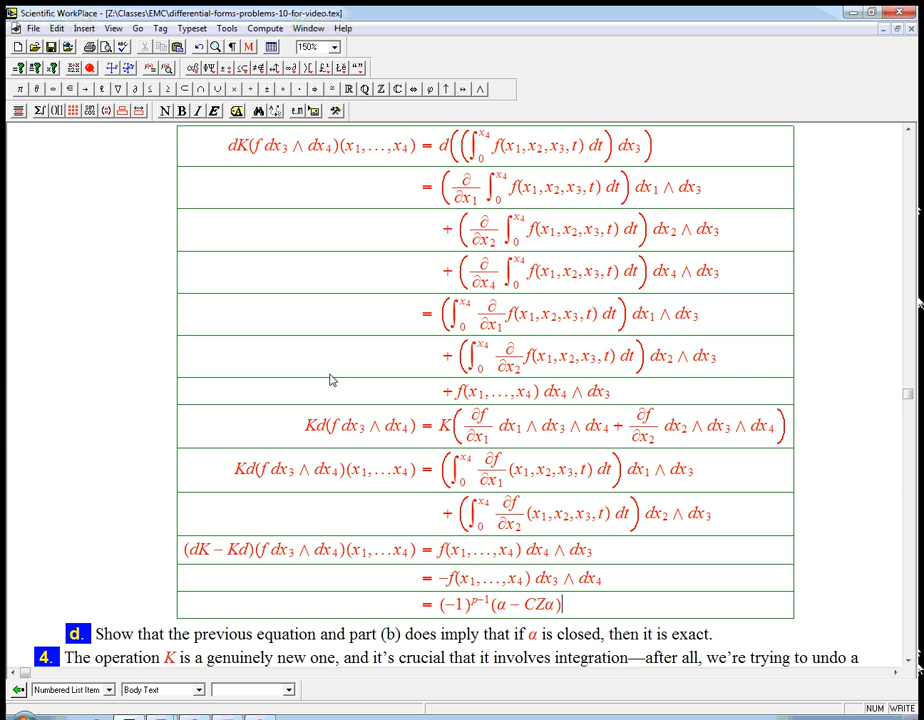 Scientific WorkPlace - [Z:\Classes\EMC\differential-forms-problems-10-for-video.tex]
File Edit Insert View Go Tag Typeset Tools Compute Window Help
150%
dK(f dx₃ ∧ dx₄)(x₁,…,x₄) = d((∫₀^{x₄} f(x₁,x₂,x₃,t) dt) dx₃)
= (∂/∂x₁ ∫₀^{x₄} f(x₁,x₂,x₃,t) dt) dx₁ ∧ dx₃
+ (∂/∂x₂ ∫₀^{x₄} f(x₁,x₂,x₃,t) dt) dx₂ ∧ dx₃
+ (∂/∂x₄ ∫₀^{x₄} f(x₁,x₂,x₃,t) dt) dx₄ ∧ dx₃
= (∫₀^{x₄} ∂/∂x₁ f(x₁,x₂,x₃,t) dt) dx₁ ∧ dx₃
+ (∫₀^{x₄} ∂/∂x₂ f(x₁,x₂,x₃,t) dt) dx₂ ∧ dx₃
+ f(x₁,…,x₄) dx₄ ∧ dx₃
Kd(f dx₃ ∧ dx₄) = K(∂f/∂x₁ dx₁ ∧ dx₃ ∧ dx₄ + ∂f/∂x₂ dx₂ ∧ dx₃ ∧ dx₄)
Kd(f dx₃ ∧ dx₄)(x₁,…x₄) = (∫₀^{x₄} ∂f/∂x₁ (x₁,x₂,x₃,t) dt) dx₁ ∧ dx₃
+ (∫₀^{x₄} ∂f/∂x₂ (x₁,x₂,x₃,t) dt) dx₂ ∧ dx₃
(dK − Kd)(f dx₃ ∧ dx₄)(x₁,…x₄) = f(x₁,…,x₄) dx₄ ∧ dx₃
= −f(x₁,…,x₄) dx₃ ∧ dx₄
= (−1)^{p−1}(α − CZα)
d. Show that the previous equation and part (b) does imply that if α is closed, then it is exact.
4. The operation K is a genuinely new one, and it's crucial that it involves integration—after all, we're trying to undo a
Numbered List Item Body Text
NUM WRITE